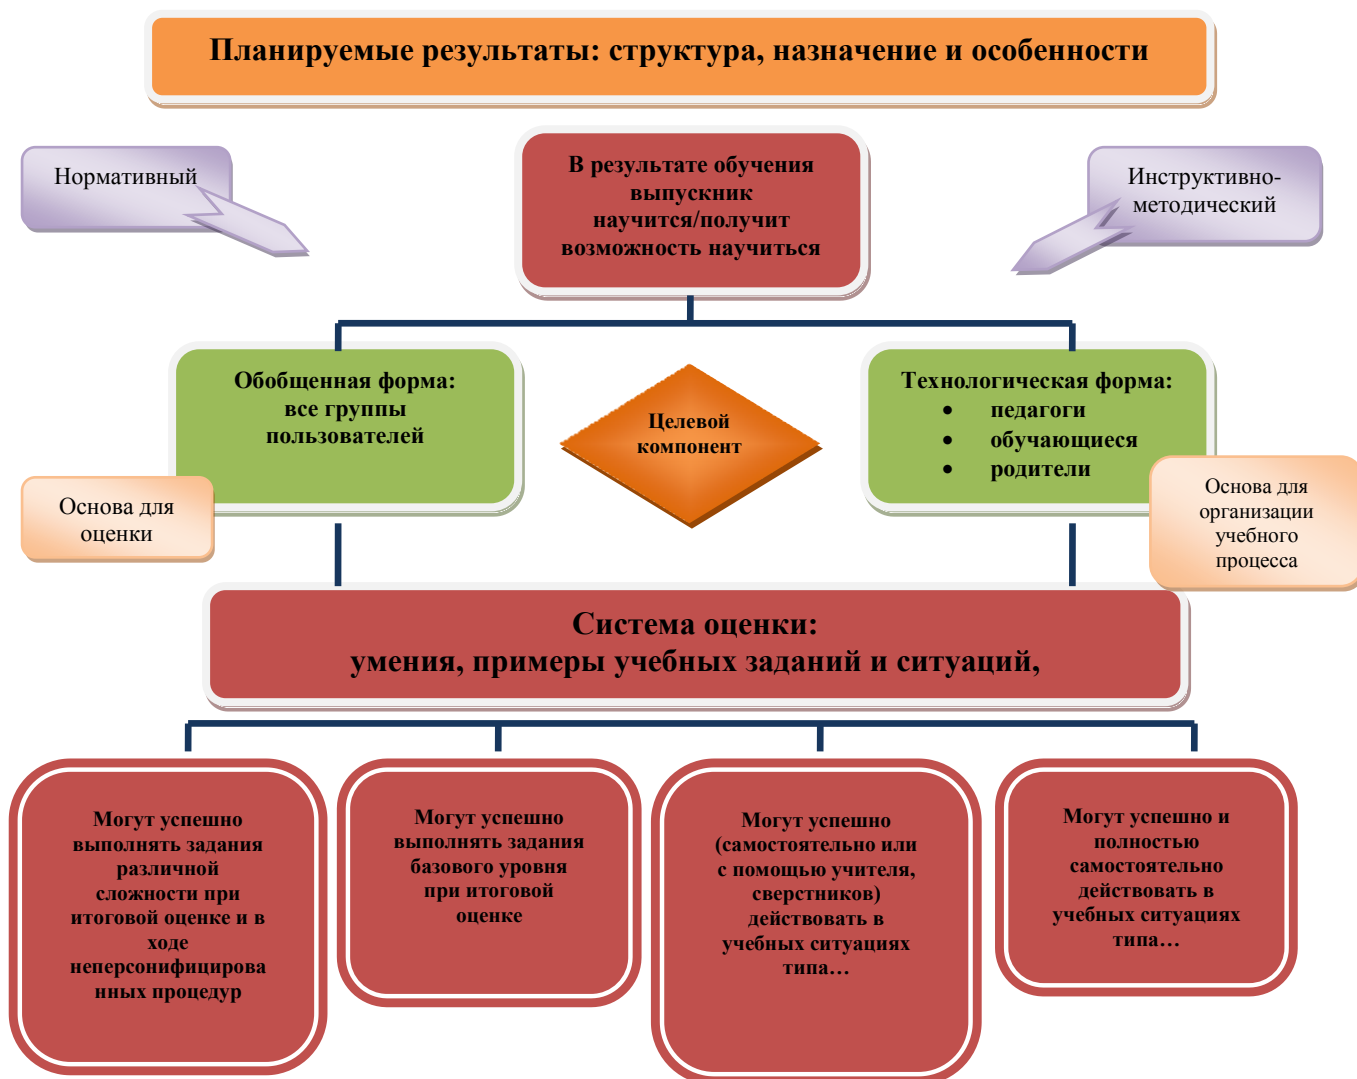 Планируемые результаты: структура, назначение и особенности
Нормативный
В результате обучения
выпускник
научится/получит
возможность научиться
Инструктивно-
методический
Обобщенная форма:
все группы
пользователей
Целевой
компонент
Технологическая форма:
• педагоги
• обучающиеся
• родители
Основа для
оценки
Основа для
организации
учебного
процесса
Система оценки:
умения, примеры учебных заданий и ситуаций,
Могут успешно
выполнять задания
различной
сложности при
итоговой оценке и в
ходе
неперсонифицирова
нных процедур
Могут успешно
выполнять задания
базового уровня
при итоговой
оценке
Могут успешно
(самостоятельно или
с помощью учителя,
сверстников)
действовать в
учебных ситуациях
типа…
Могут успешно и
полностью
самостоятельно
действовать в
учебных ситуациях
типа…